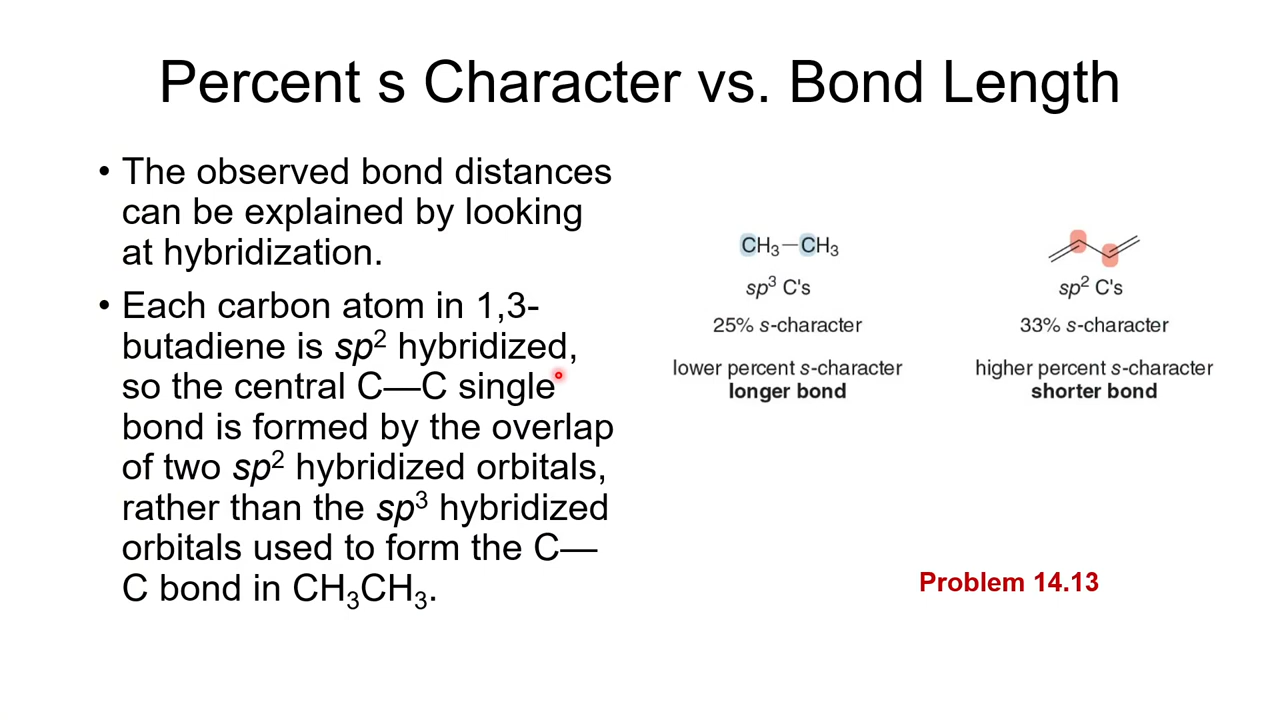 Percent s Character vs. Bond Length
• The observed bond distances
can be explained by looking
at hybridization.
• Each carbon atom in 1,3-
butadiene is sp² hybridized,
so the central C—C single
bond is formed by the overlap
of two sp² hybridized orbitals,
rather than the sp³ hybridized
orbitals used to form the C—
C bond in CH₃CH₃.
CH₃—CH₃
sp³ C's
25% s-character
lower percent s-character
longer bond
sp² C's
33% s-character
higher percent s-character
shorter bond
Problem 14.13